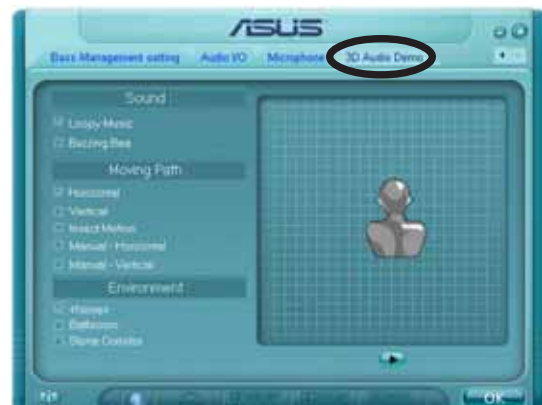 ASUS
Bass Management setting
Audio I/O
Microphone
3D Audio Demo
Sound
Loopy Music
Buzzing Bee
Moving Path
Horizontal
Vertical
Insect Motion
Manual - Horizontal
Manual - Vertical
Environment
<None>
Bathroom
Stone Corridor
OK